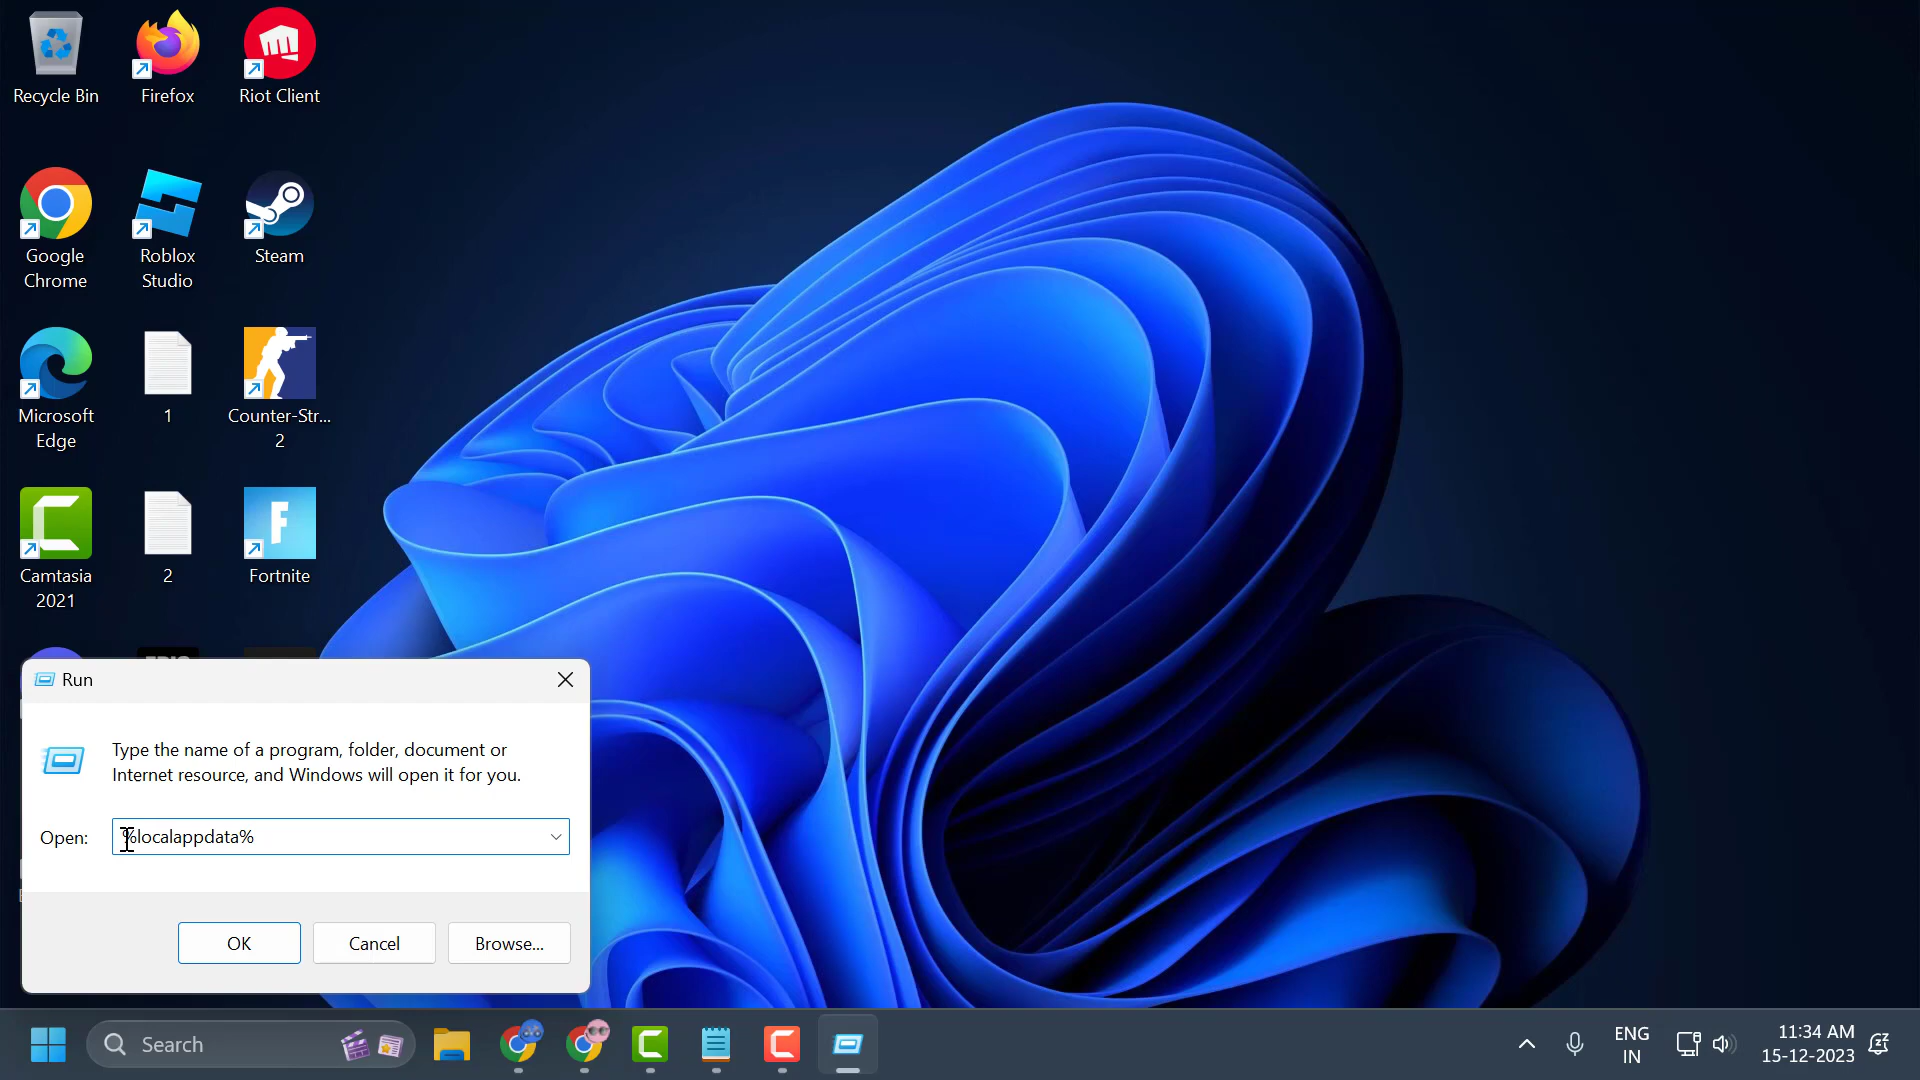 Recycle Bin
Firefox
Riot Client
Google
Chrome
Roblox
Studio
Steam
Microsoft
Edge
1
Counter-Str...
2
Camtasia
2021
2
F
Fortnite
Run
Type the name of a program, folder, document or
Internet resource, and Windows will open it for you.
Open:
%localappdata%
OK
Cancel
Browse...
Search
ENG
IN
11:34 AM
15-12-2023